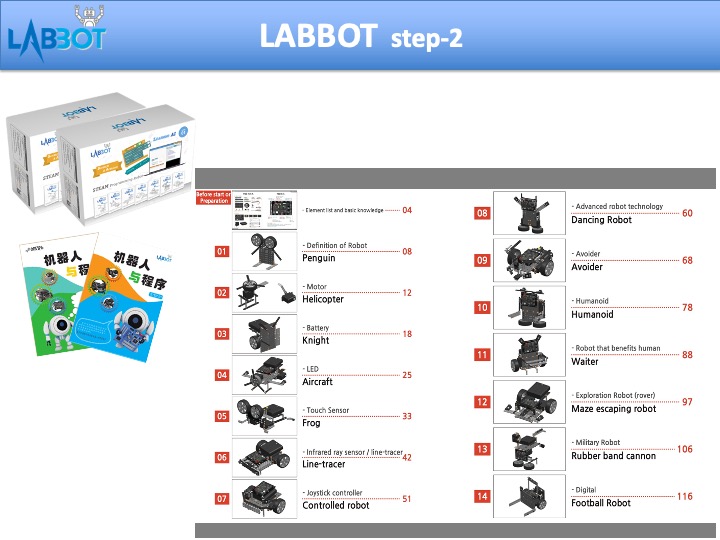 LABBOT
LABBOT step-2
LABBOT
LABBOT
STEAM
LABBOT
机器人
与程序
机器人
与程序
Before start on
Preparation
- Element list and basic knowledge 04
01
- Definition of Robot
Penguin 08
02
- Motor
Helicopter 12
03
- Battery
Knight 18
04
- LED
Aircraft 25
05
- Touch Sensor
Frog 33
06
- Infrared ray sensor / line-tracer
Line-tracer 42
07
- Joystick controller
Controlled robot 51
08
- Advanced robot technology
Dancing Robot 60
09
- Avoider
Avoider 68
10
- Humanoid
Humanoid 78
11
- Robot that benefits human
Waiter 88
12
- Exploration Robot (rover)
Maze escaping robot 97
13
- Military Robot
Rubber band cannon 106
14
- Digital
Football Robot 116